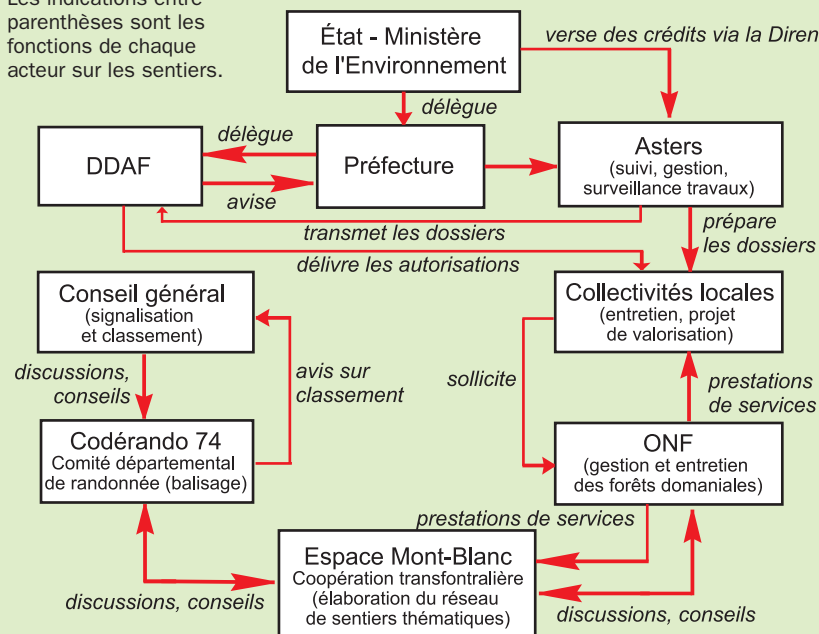 Les indications entre
parenthèses sont les
fonctions de chaque
acteur sur les sentiers.
État - Ministère
de l'Environnement
verse des crédits via la Diren
délègue
délègue
DDAF
Préfecture
Asters
(suivi, gestion,
surveillance travaux)
avise
transmet les dossiers
prépare
les dossiers
délivre les autorisations
Conseil général
(signalisation
et classement)
Collectivités locales
(entretien, projet
de valorisation)
discussions,
conseils
avis sur
classement
sollicite
prestations
de services
Codérando 74
Comité départemental
de randonnée (balisage)
ONF
(gestion et entretien
des forêts domaniales)
prestations de services
Espace Mont-Blanc
Coopération transfontralière
(élaboration du réseau
de sentiers thématiques)
discussions, conseils
discussions, conseils